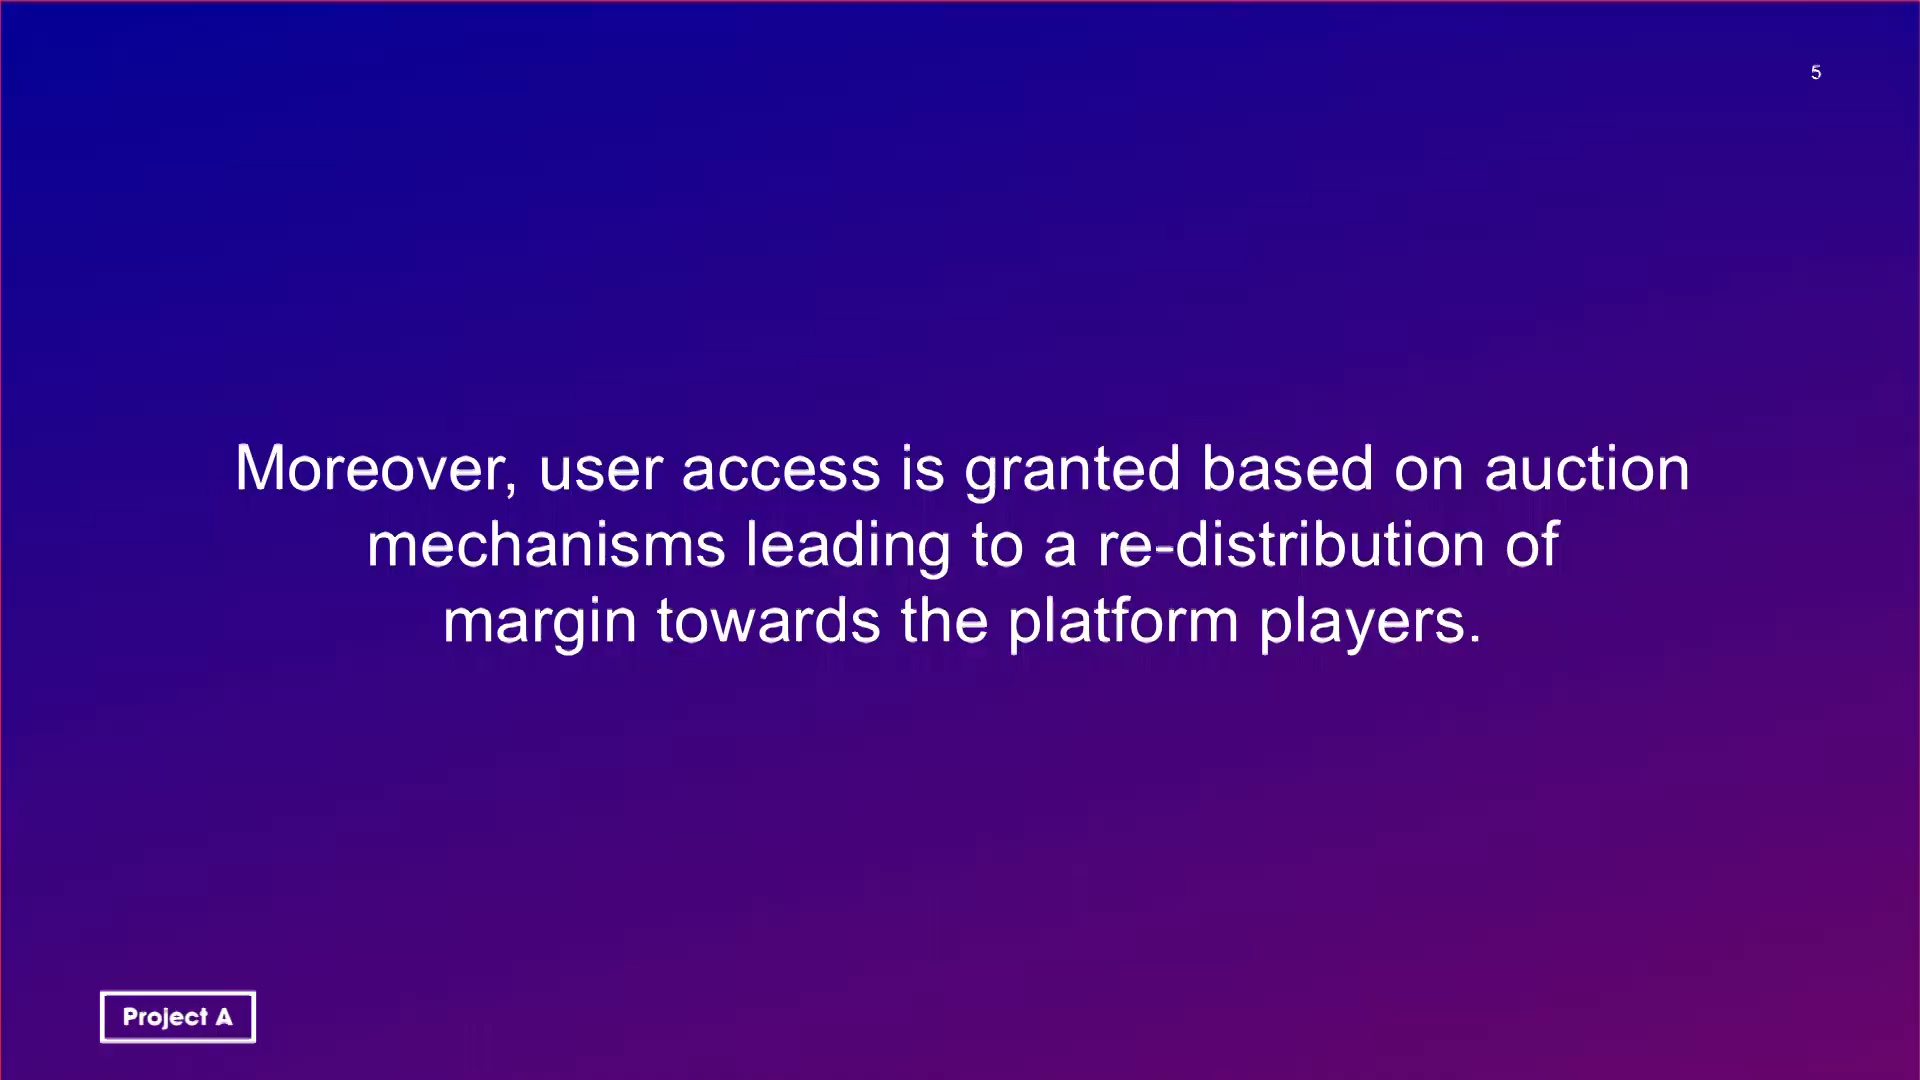 5
Moreover, user access is granted based on auction
mechanisms leading to a re-distribution of
margin towards the platform players.
Project A